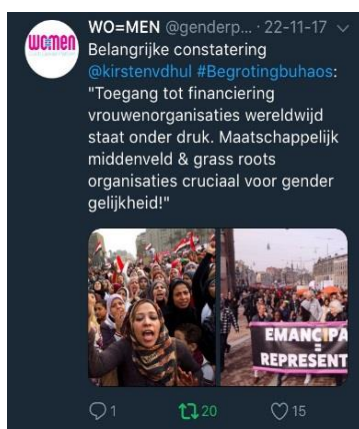 WO=MEN @genderp... · 22-11-17
women
Belangrijke constatering
@kirstenvdhul #Begrotingbuhaos:
"Toegang tot financiering
vrouwenorganisaties wereldwijd
staat onder druk. Maatschappelijk
middenveld & grass roots
organisaties cruciaal voor gender
gelijkheid!"
EMANCIPA
=
REPRESENT
1 20 15